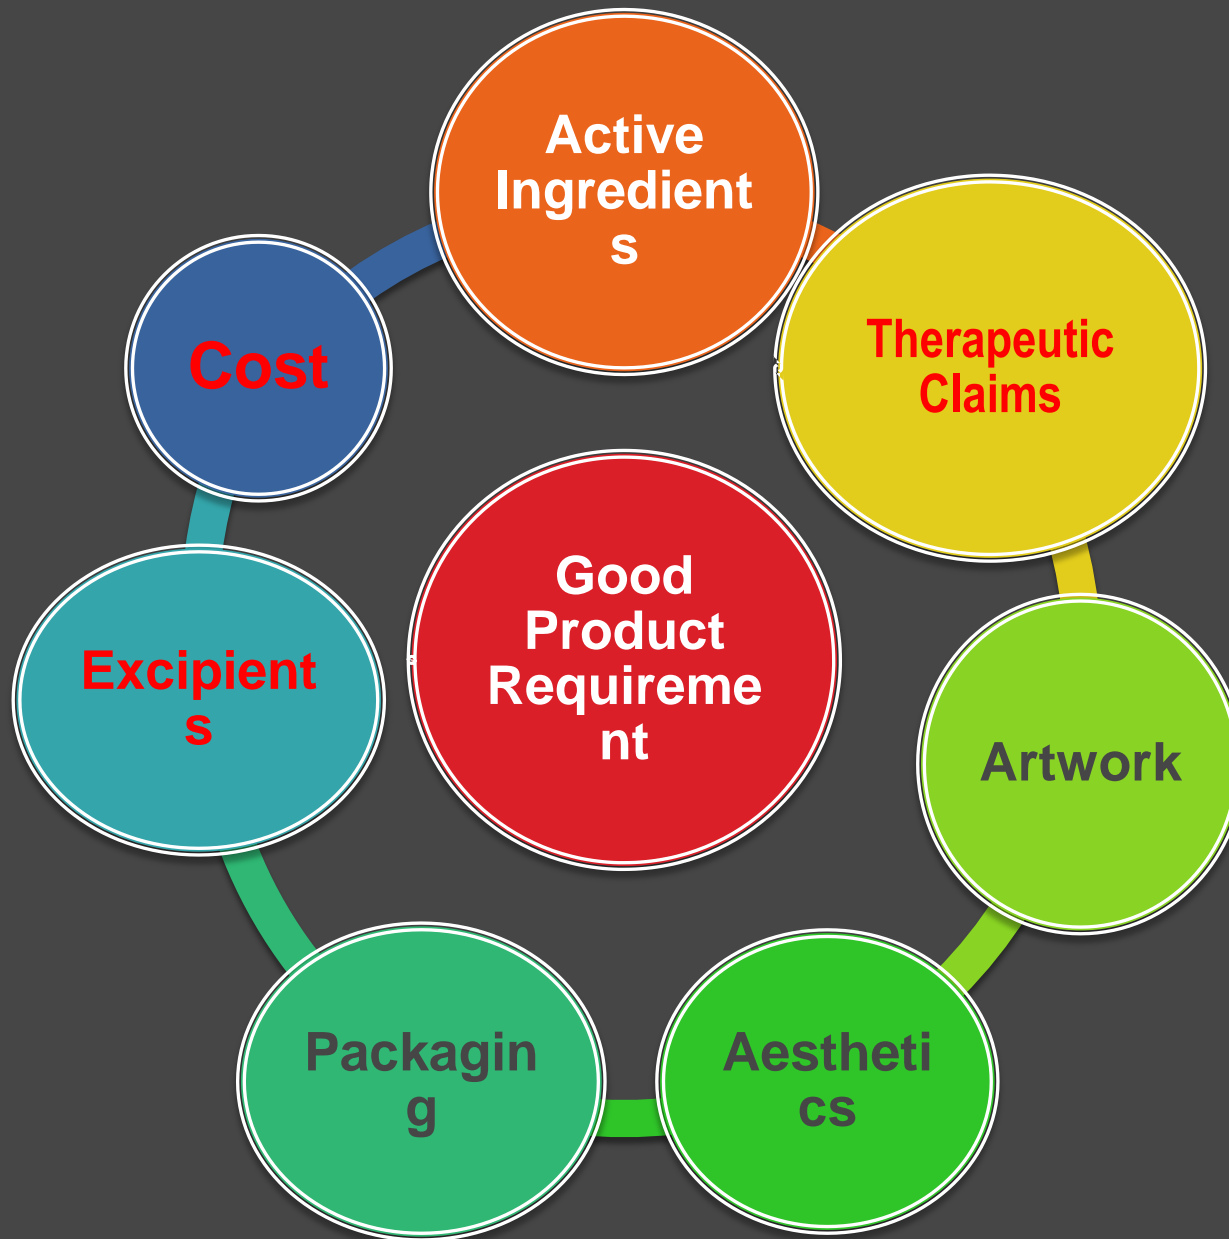 Active
Ingredient
s
Therapeutic
Claims
Cost
Good
Product
Requireme
nt
Excipient
s
Artwork
Packagin
g
Aestheti
cs